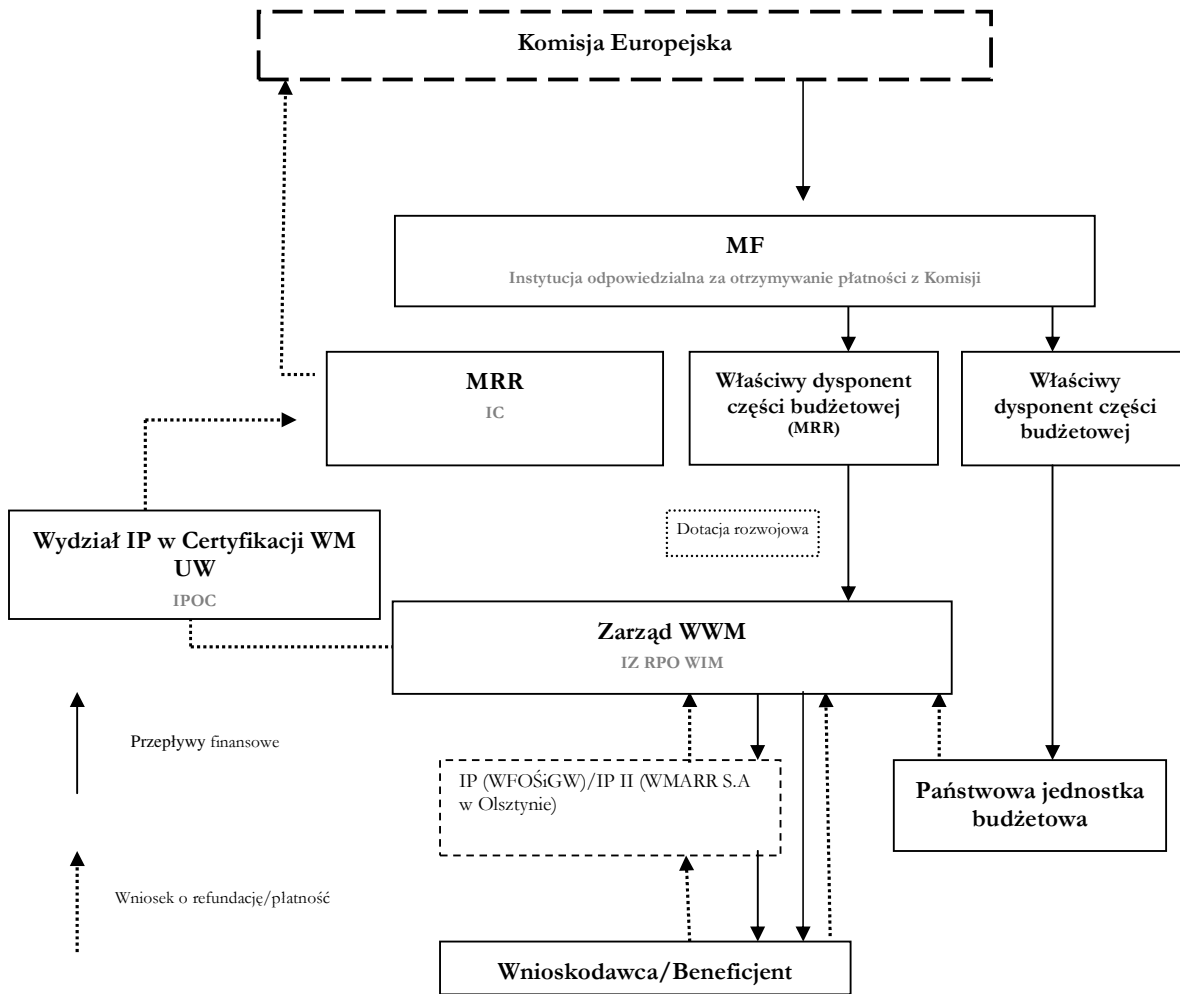 Komisja Europejska
MF
Instytucja odpowiedzialna za otrzymywanie płatności z Komisji
MRR
IC
Właściwy dysponent
części budżetowej
(MRR)
Właściwy
dysponent części
budżetowej
Dotacja rozwojowa
Wydział IP w Certyfikacji WM
UW
IPOC
Zarząd WWM
IZ RPO WIM
Przepływy finansowe
IP (WFOŚiGW)/IP II (WMARR S.A
w Olsztynie)
Państwowa jednostka
budżetowa
Wniosek o refundację/płatność
Wnioskodawca/Beneficjent